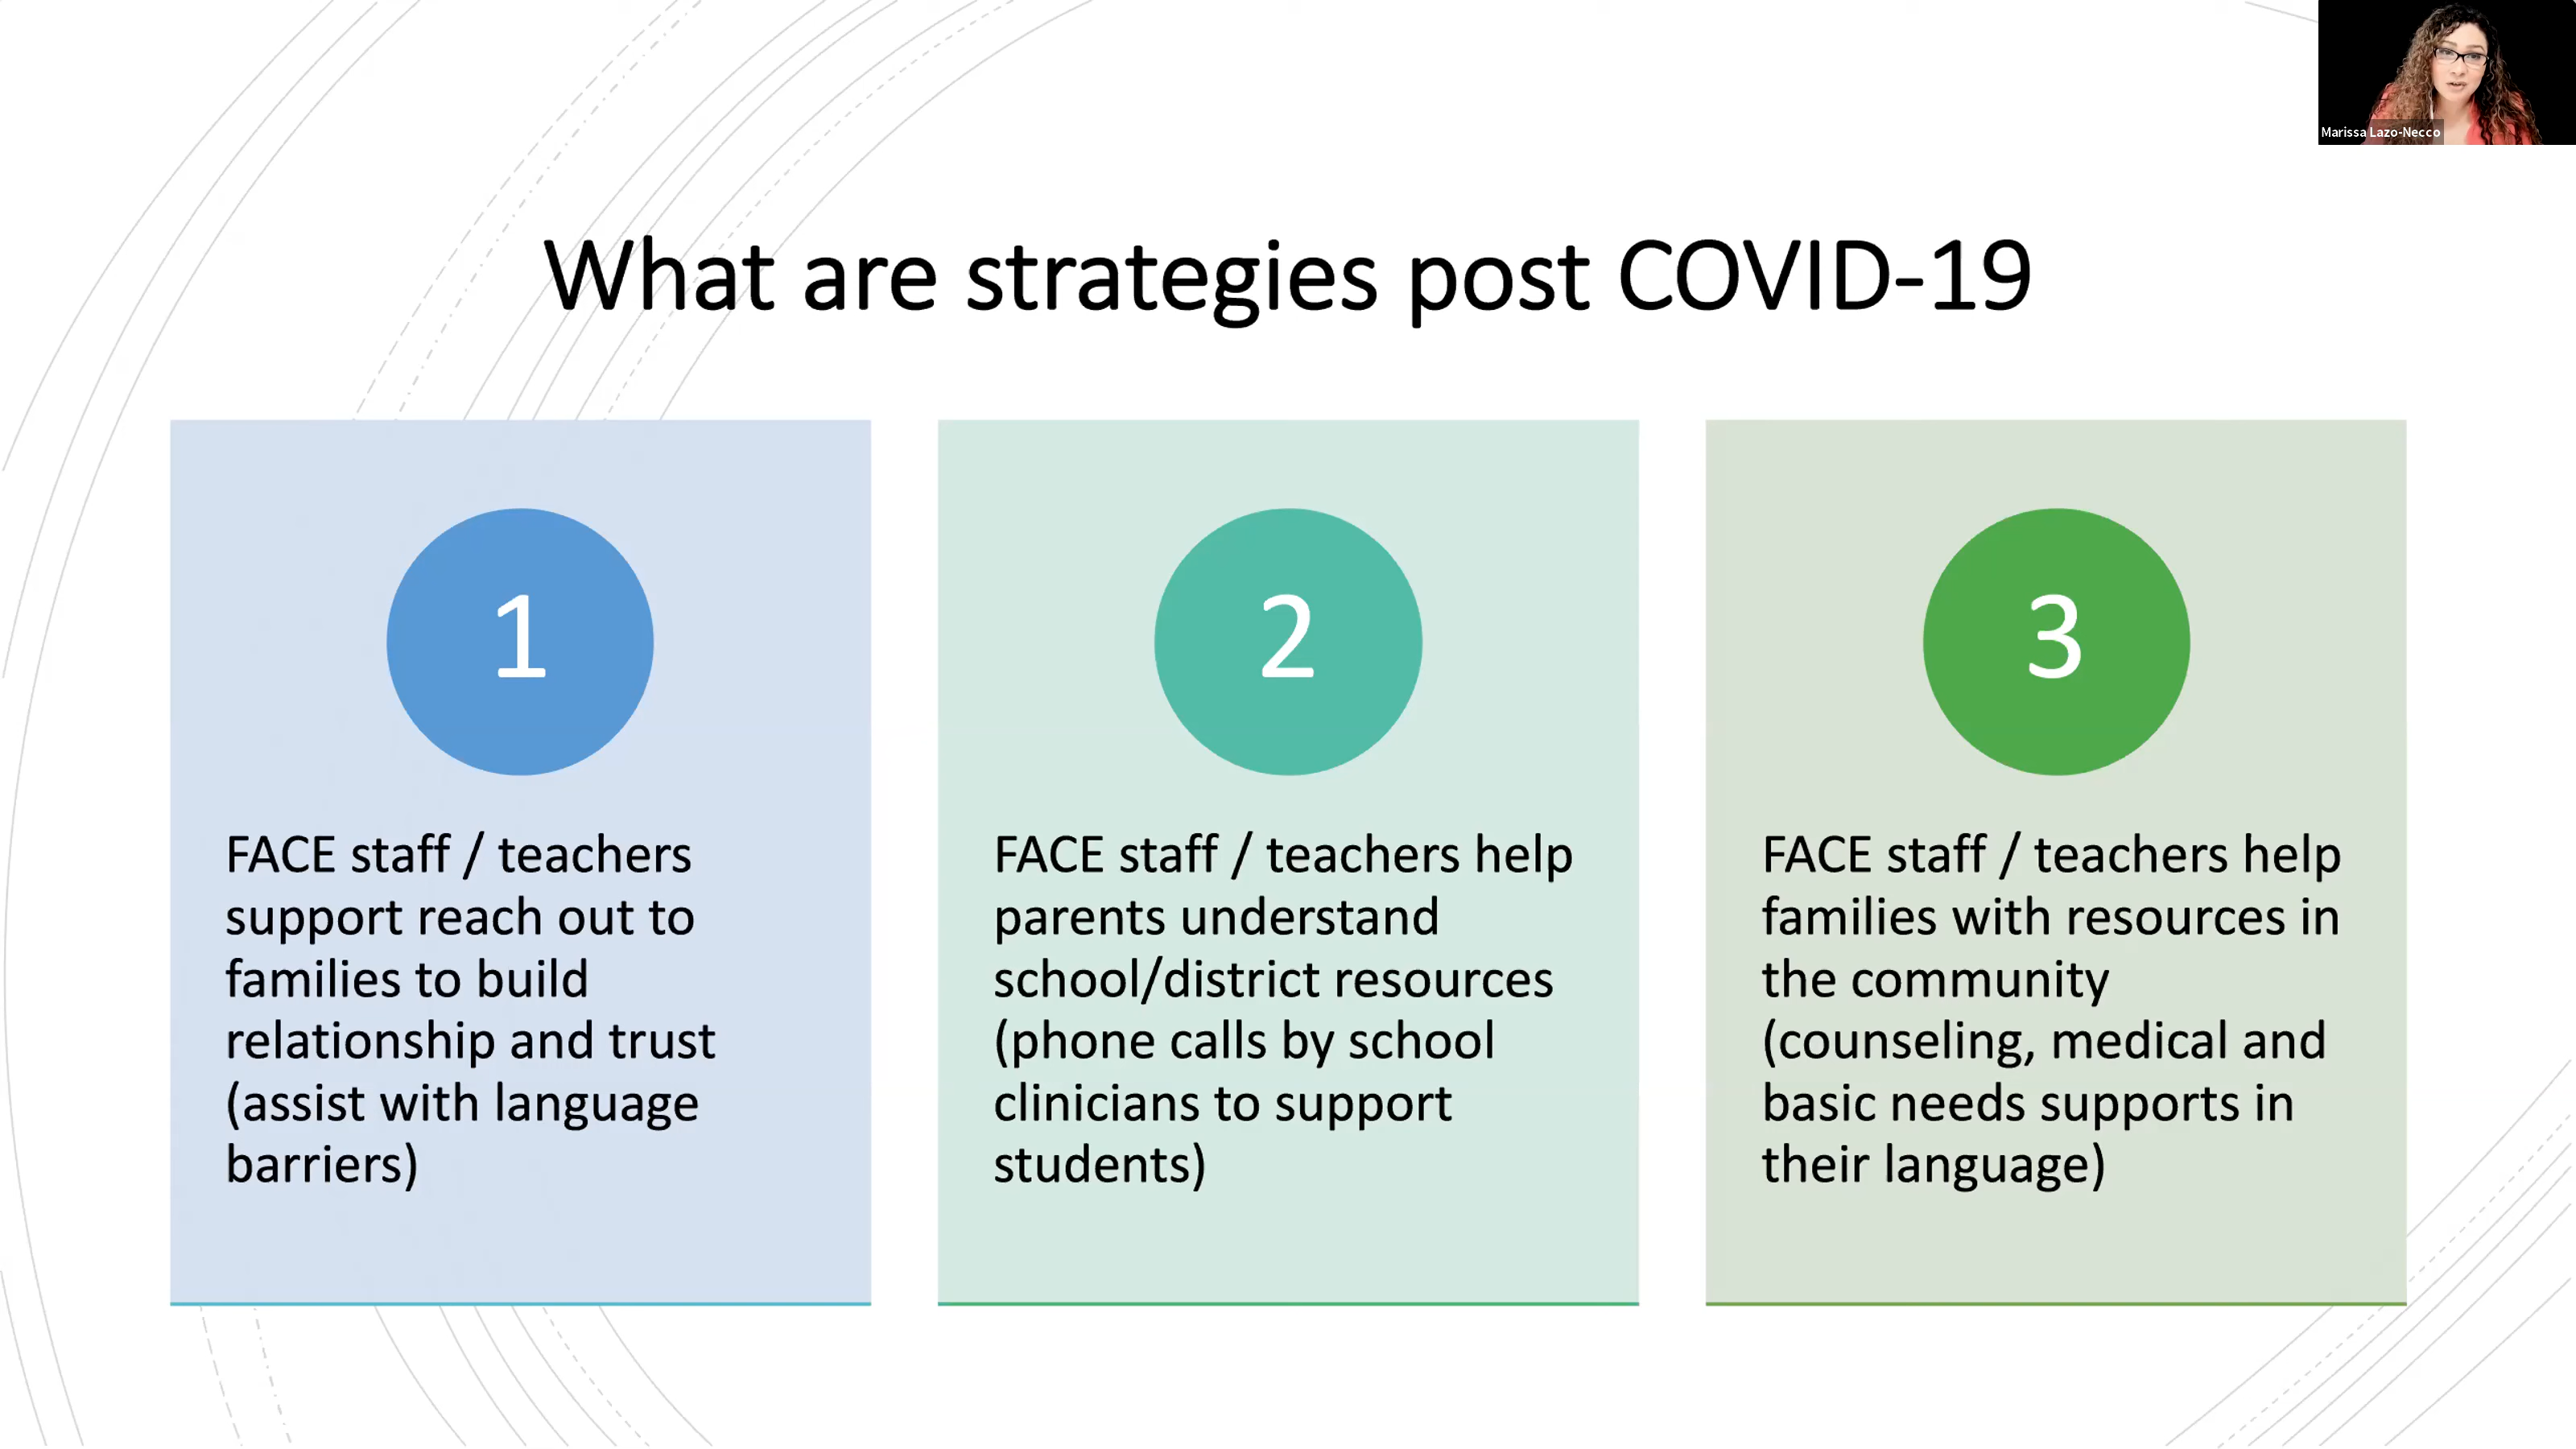 Marissa Lazo-Necco
What are strategies post COVID-19
1
FACE staff / teachers
support reach out to
families to build
relationship and trust
(assist with language
barriers)
2
FACE staff / teachers help
parents understand
school/district resources
(phone calls by school
clinicians to support
students)
3
FACE staff / teachers help
families with resources in
the community
(counseling, medical and
basic needs supports in
their language)